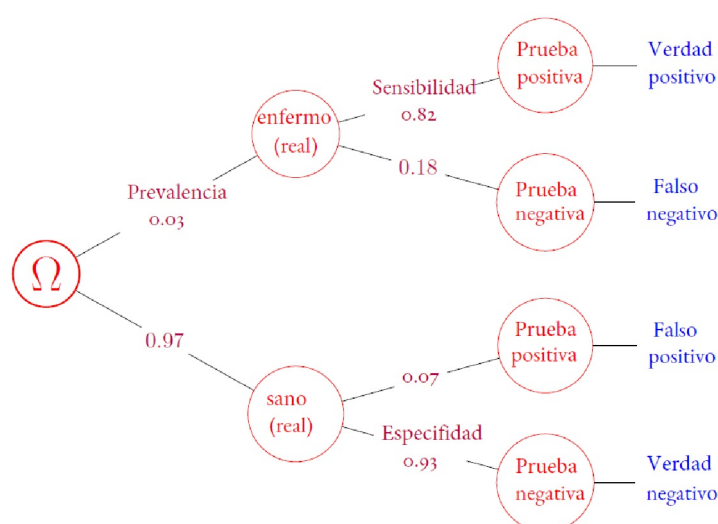 Prueba
positiva
Verdad
positivo
Sensibilidad
0.82
enfermo
(real)
0.18
Prueba
negativa
Falso
negativo
Prevalencia
0.03
Ω
0.97
Prueba
positiva
Falso
positivo
0.07
sano
(real)
Especifidad
0.93
Prueba
negativa
Verdad
negativo